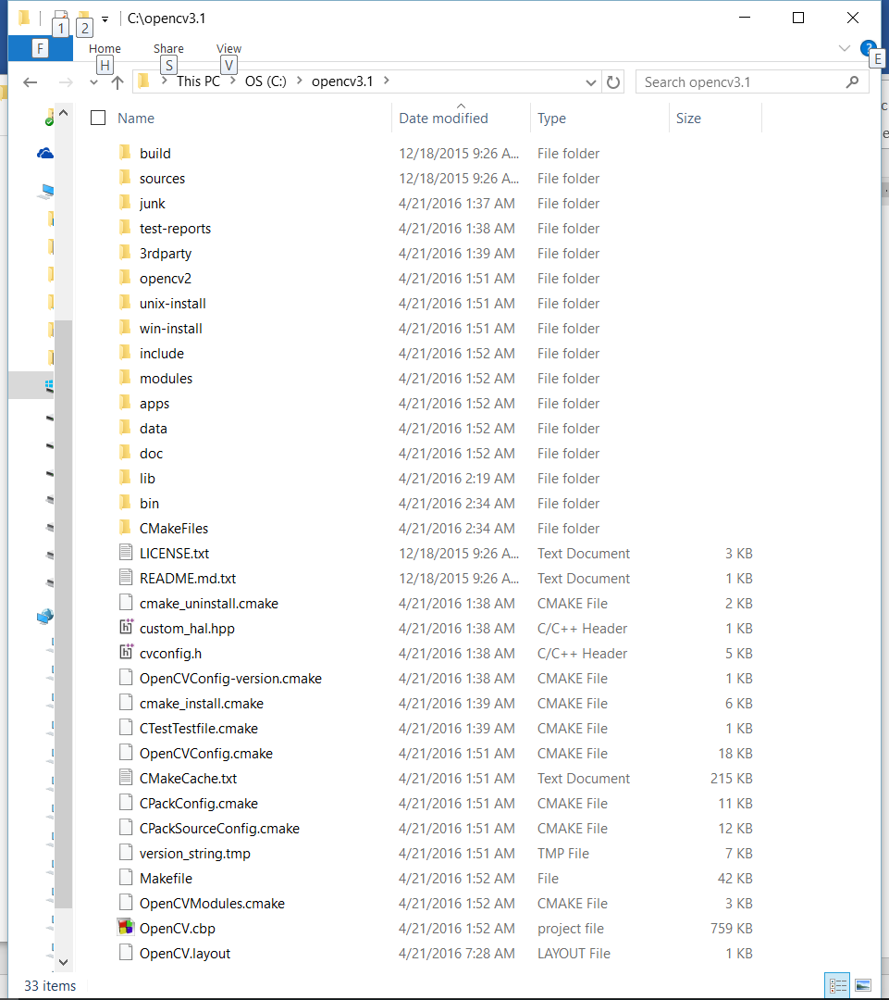 1 2 C:\opencv3.1
F Home Share View
H S V E
This PC OS (C:) opencv3.1 Search opencv3.1
Name Date modified Type Size
build 12/18/2015 9:26 A... File folder
sources 12/18/2015 9:26 A... File folder
junk 4/21/2016 1:37 AM File folder
test-reports 4/21/2016 1:38 AM File folder
3rdparty 4/21/2016 1:39 AM File folder
opencv2 4/21/2016 1:51 AM File folder
unix-install 4/21/2016 1:51 AM File folder
win-install 4/21/2016 1:51 AM File folder
include 4/21/2016 1:52 AM File folder
modules 4/21/2016 1:52 AM File folder
apps 4/21/2016 1:52 AM File folder
data 4/21/2016 1:52 AM File folder
doc 4/21/2016 1:52 AM File folder
lib 4/21/2016 2:19 AM File folder
bin 4/21/2016 2:34 AM File folder
CMakeFiles 4/21/2016 2:34 AM File folder
LICENSE.txt 12/18/2015 9:26 A... Text Document 3 KB
README.md.txt 12/18/2015 9:26 A... Text Document 1 KB
cmake_uninstall.cmake 4/21/2016 1:38 AM CMAKE File 2 KB
custom_hal.hpp 4/21/2016 1:38 AM C/C++ Header 1 KB
cvconfig.h 4/21/2016 1:38 AM C/C++ Header 5 KB
OpenCVConfig-version.cmake 4/21/2016 1:38 AM CMAKE File 1 KB
cmake_install.cmake 4/21/2016 1:39 AM CMAKE File 6 KB
CTestTestfile.cmake 4/21/2016 1:39 AM CMAKE File 1 KB
OpenCVConfig.cmake 4/21/2016 1:51 AM CMAKE File 18 KB
CMakeCache.txt 4/21/2016 1:51 AM Text Document 215 KB
CPackConfig.cmake 4/21/2016 1:51 AM CMAKE File 11 KB
CPackSourceConfig.cmake 4/21/2016 1:51 AM CMAKE File 12 KB
version_string.tmp 4/21/2016 1:51 AM TMP File 7 KB
Makefile 4/21/2016 1:52 AM File 42 KB
OpenCVModules.cmake 4/21/2016 1:52 AM CMAKE File 3 KB
OpenCV.cbp 4/21/2016 1:52 AM project file 759 KB
OpenCV.layout 4/21/2016 7:28 AM LAYOUT File 1 KB
33 items